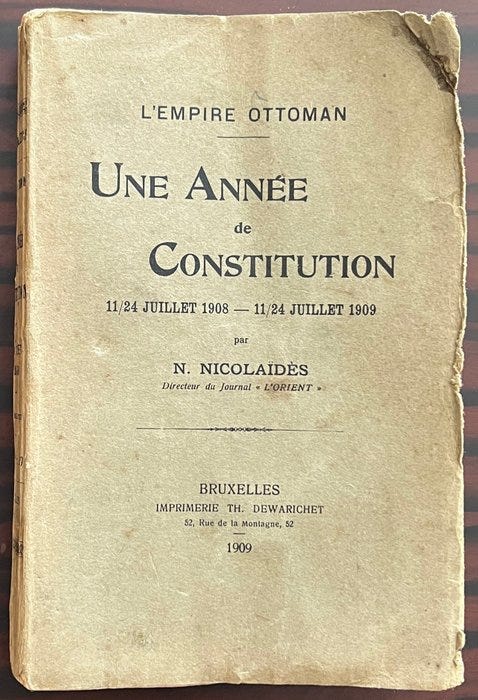 L'EMPIRE OTTOMAN
UNE ANNÉE
de
CONSTITUTION
11/24 JUILLET 1908 — 11/24 JUILLET 1909
par
N. NICOLAÏDÈS
Directeur du Journal « L'ORIENT »
BRUXELLES
IMPRIMERIE TH. DEWARICHET
52, Rue de la Montagne, 52
1909